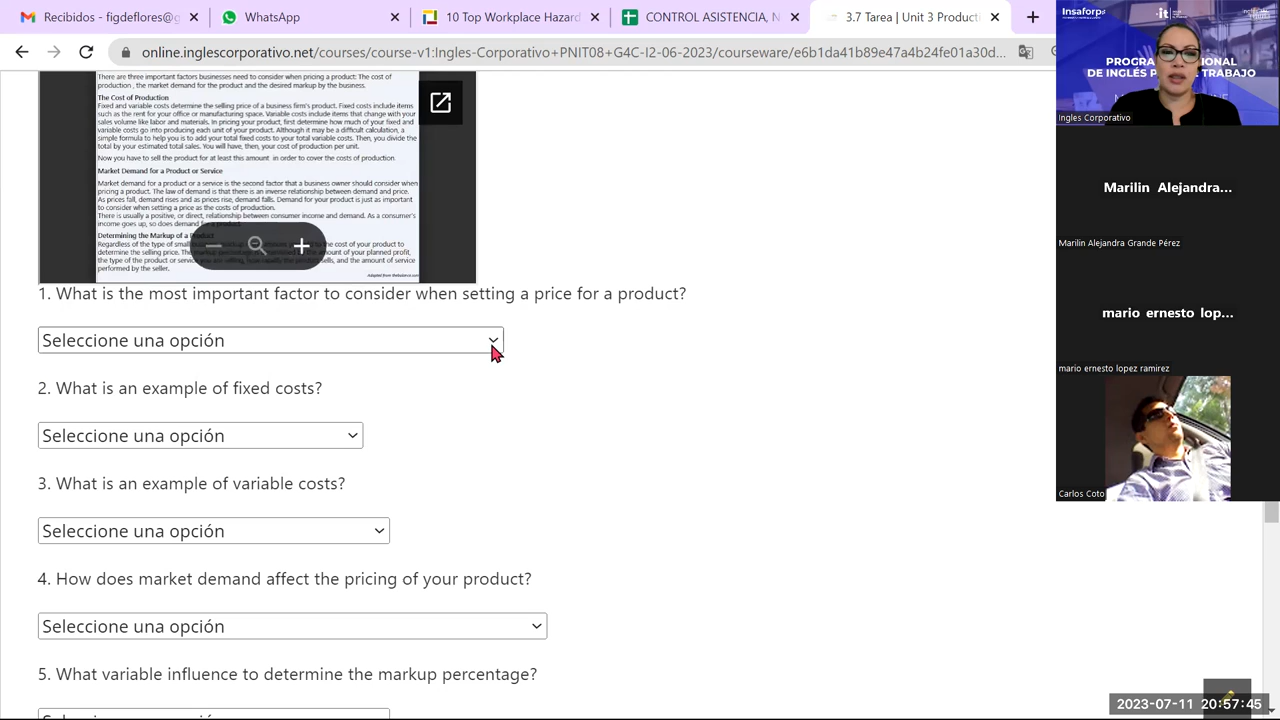 Recibidos - figdeflores@g
WhatsApp
10 Top Workplace
CONTROL ASISTENCIA, N
3.7 Tarea | Unit 3 Product
online.inglescorporativo.net/courses/course-v1:Ingles-Corporativo+INIT08+G4C-I2-06-2023/courseware/e6b1da41b89e47a4b24fe01a30d...
There are three important factors businesses need to consider when pricing a product: The cost of
production, the market demand for the product and the desired markup by the business.
The Cost of Production
Fixed and variable costs determine the selling price of a business firm's product. Fixed costs include items
such as the rent for your office or manufacturing space. Variable costs include items that change with your
sales volume like labor and materials. In pricing your product, first determine how much of your fixed and
variable costs go into producing each unit of your product. Although it may be a difficult calculation, a
simple formula to help you is to add your total fixed costs to your total variable costs. Then, you divide the
total by your estimated total sales. You will have, then, your cost of production per unit.
Now you have to sell the product for at least this amount in order to cover the costs of production.
Market Demand for a Product or Service
Market demand for a product or a service is the second factor that a business owner should consider when
pricing a product. The law of demand is that there is an inverse relationship between demand and price.
As prices fall, demand rises and as prices rise, demand falls. Demand for your product is just as important
to consider when setting a price as the costs of production.
There is usually a positive, or direct, relationship between consumer income and demand. As a consumer's
income goes up, so does demand for a product.
Determining the Markup of a Product
Regardless of the type of small to the cost of your product to
determine the selling price. The amount of your planned profit,
the type of the product or service sells, and the amount of service
performed by the seller.
Adapted from thebalance.com
1. What is the most important factor to consider when setting a price for a product?
Seleccione una opción
2. What is an example of fixed costs?
Seleccione una opción
3. What is an example of variable costs?
Seleccione una opción
4. How does market demand affect the pricing of your product?
Seleccione una opción
5. What variable influence to determine the markup percentage?
Insaforp
Ingles Corporativo
Marilin Alejandra...
Marilin Alejandra Grande Pérez
mario ernesto lop...
mario ernesto lopez ramirez
Carlos Coto
2023-07-11 20:57:45